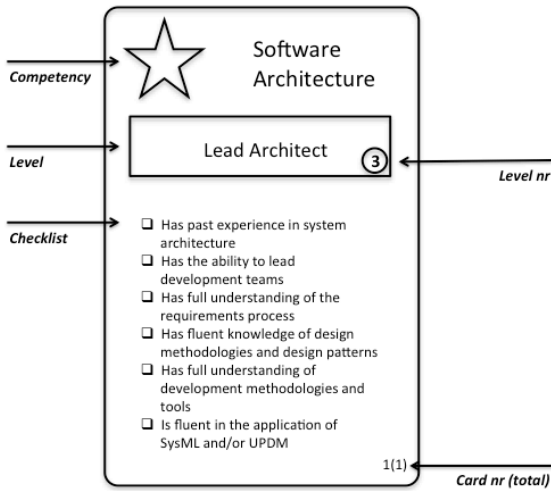 Software
Architecture
Competency
Lead Architect
3
Level
Level nr
Checklist
❑ Has past experience in system
architecture
❑ Has the ability to lead
development teams
❑ Has full understanding of the
requirements process
❑ Has fluent knowledge of design
methodologies and design patterns
❑ Has full understanding of
development methodologies and
tools
❑ Is fluent in the application of
SysML and/or UPDM
1(1)
Card nr (total)